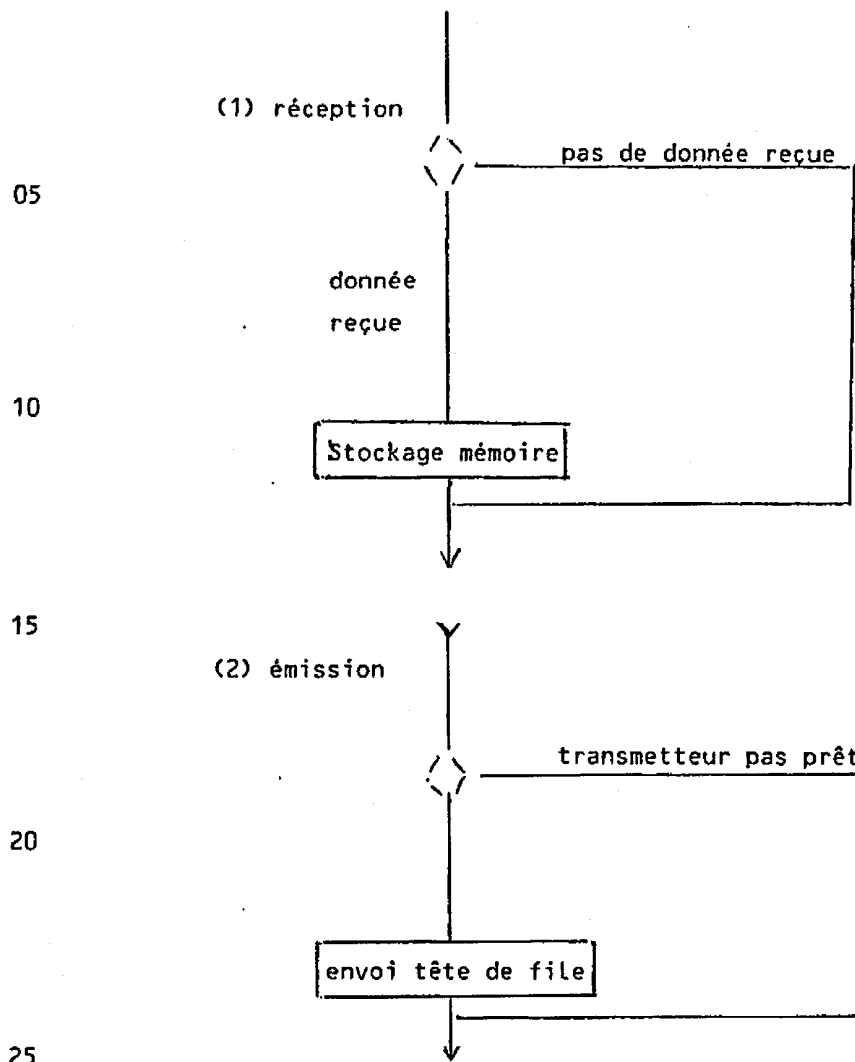 (1) réception
pas de donnée reçue
05
donnée
reçue
10
Stockage mémoire
15
(2) émission
transmetteur pas prêt
20
envoi tête de file
25